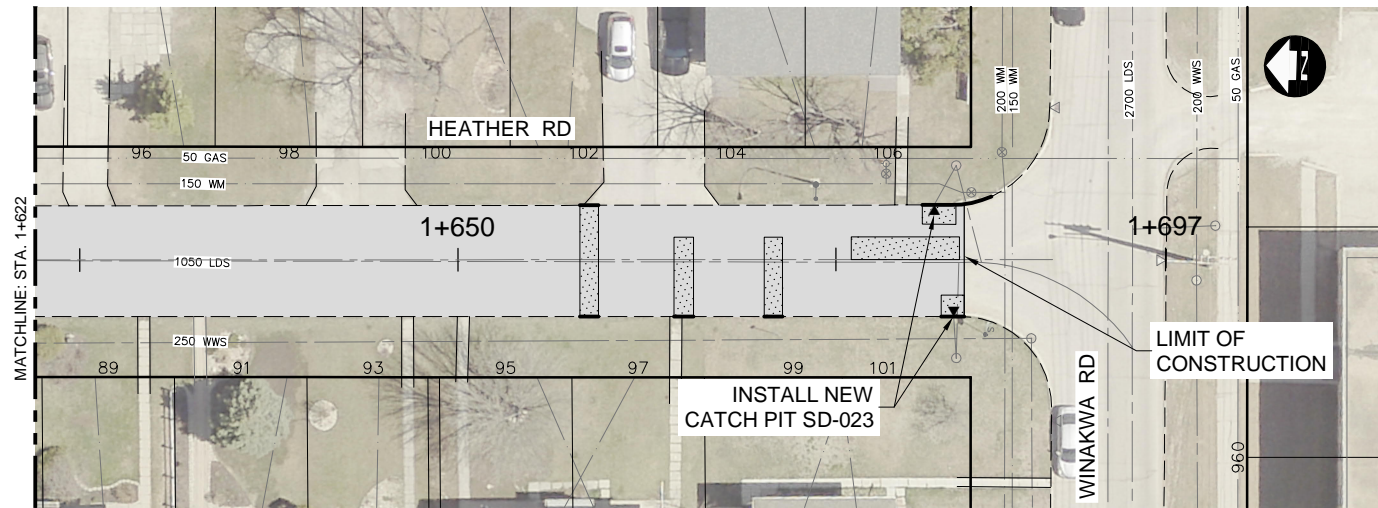 HEATHER RD
96
98
100
102
104
106
50 GAS
150 WM
1+650
1+697
1050 LDS
250 WWS
MATCHLINE: STA. 1+622
89
91
93
95
97
99
101
INSTALL NEW
CATCH PIT SD-023
LIMIT OF
CONSTRUCTION
200 WM
150 WM
2700 LDS
200 WWS
50 GAS
WINAKWA RD
960
N
S